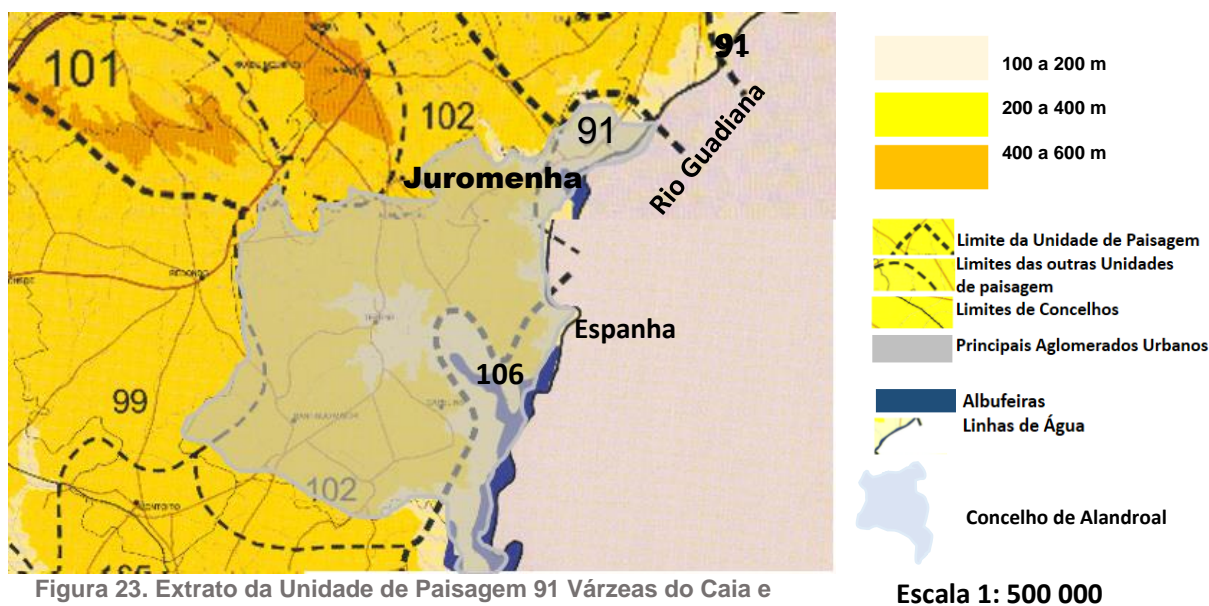 101
102
91
91
Juromenha
Rio Guadiana
REDONDO
Espanha
106
99
102
100 a 200 m
200 a 400 m
400 a 600 m
Limite da Unidade de Paisagem
Limites das outras Unidades
de paisagem
Limites de Concelhos
Principais Aglomerados Urbanos
Albufeiras
Linhas de Água
Concelho de Alandroal
Figura 23. Extrato da Unidade de Paisagem 91 Várzeas do Caia e
Escala 1: 500 000